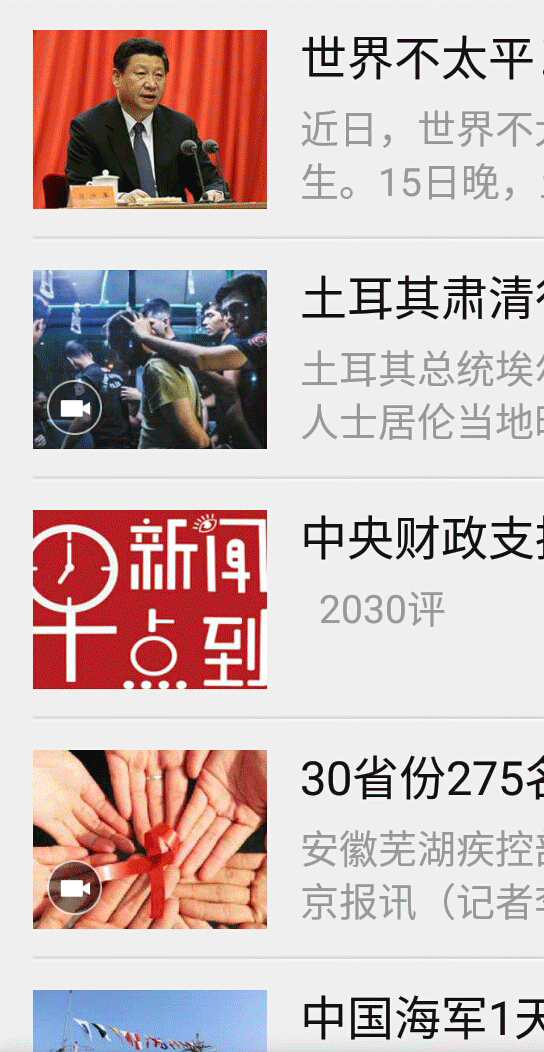 世界不太平
近日，世界不
生。15日晚，
土耳其肃清
土耳其总统埃
人士居伦当地
新闻
早点到
中央财政支
2030评
30省份275名
安徽芜湖疾控
京报讯（记者
中国海军1天